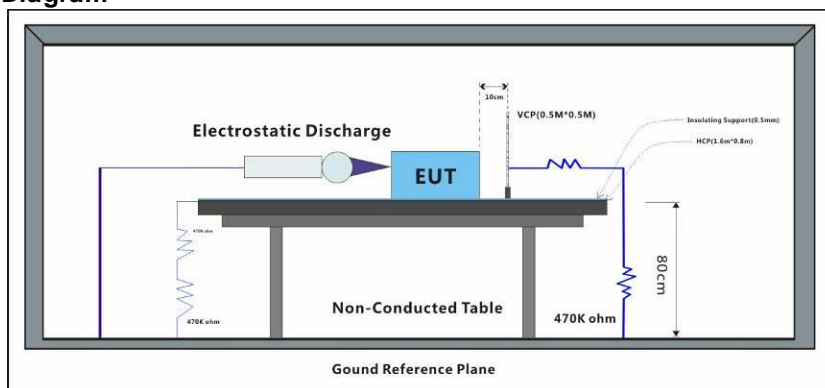 Diagram
10cm
VCP(0.5M*0.5M)
Insulating Support(0.5mm)
Electrostatic Discharge
HCP(1.6m*0.8m)
EUT
470K ohm
80cm
Non-Conducted Table
470K ohm
470K ohm
Gound Reference Plane